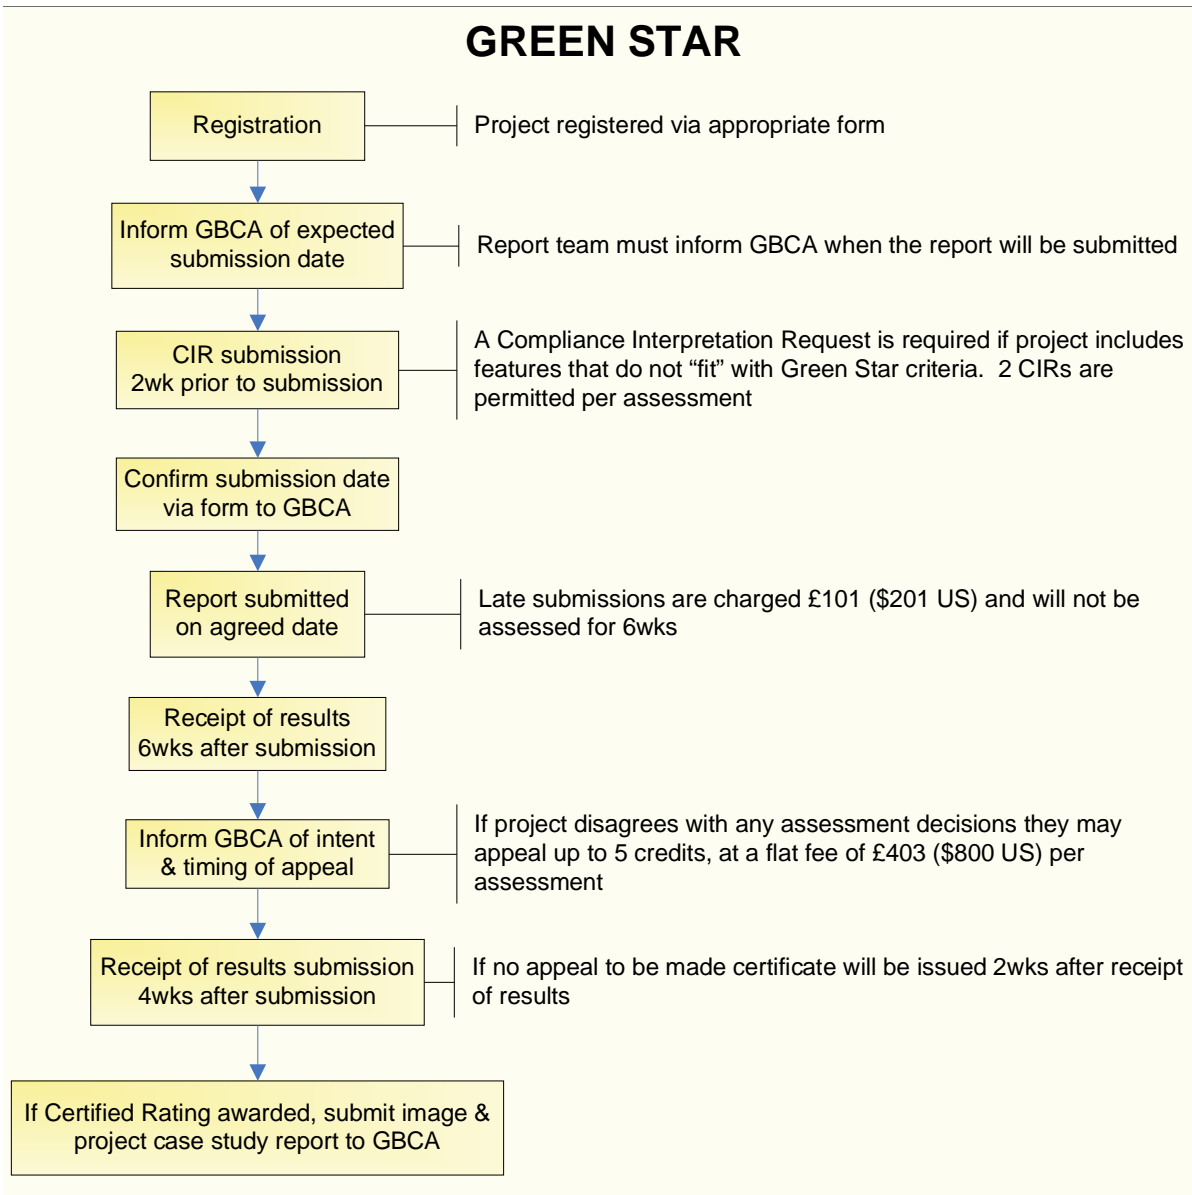 GREEN STAR
Registration
Project registered via appropriate form
Inform GBCA of expected
submission date
Report team must inform GBCA when the report will be submitted
CIR submission
2wk prior to submission
A Compliance Interpretation Request is required if project includes
features that do not “fit” with Green Star criteria.  2 CIRs are
permitted per assessment
Confirm submission date
via form to GBCA
Report submitted
on agreed date
Late submissions are charged £101 ($201 US) and will not be
assessed for 6wks
Receipt of results
6wks after submission
Inform GBCA of intent
& timing of appeal
If project disagrees with any assessment decisions they may
appeal up to 5 credits, at a flat fee of £403 ($800 US) per
assessment
Receipt of results submission
4wks after submission
If no appeal to be made certificate will be issued 2wks after receipt
of results
If Certified Rating awarded, submit image &
project case study report to GBCA